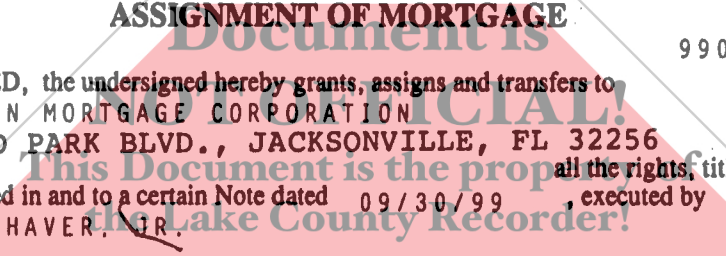 ASSIGNMENT OF MORTGAGE
Document is
990
ED, the undersigned hereby grants, assigns and transfers to
NOT OFFICIAL!
N MORTGAGE CORPORATION
PARK BLVD., JACKSONVILLE, FL 32256
This Document is the property of
all the rights, tit
ed in and to a certain Note dated 09/30/99 , executed by
the Lake County Recorder!
HAVER, JR.